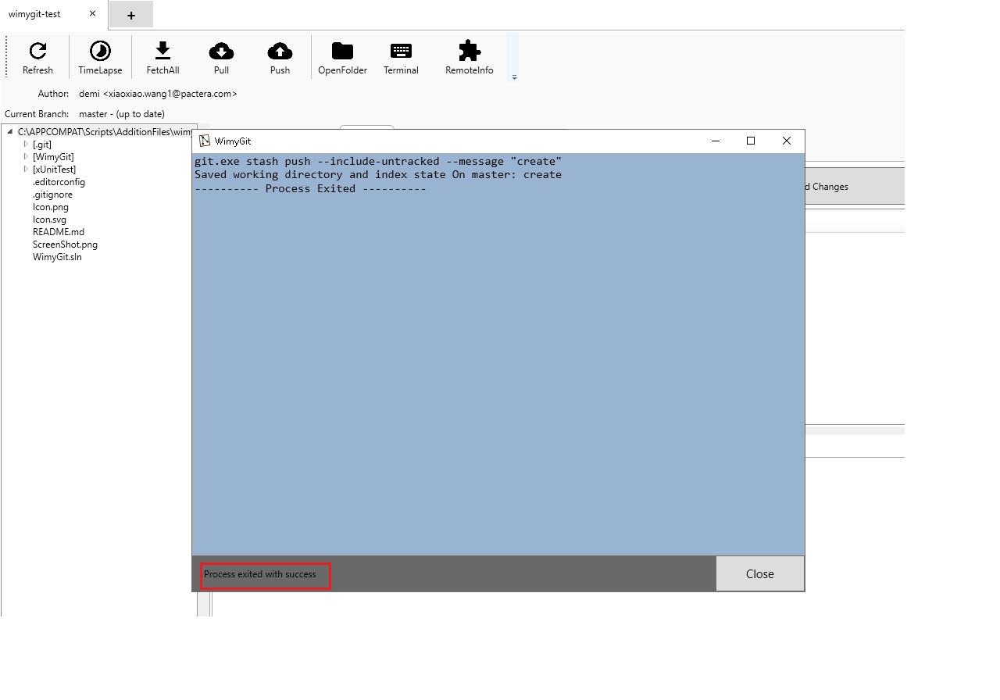 wimygit-test
Refresh
TimeLapse
FetchAll
Pull
Push
OpenFolder
Terminal
RemoteInfo
Author: demi <xiaoxiao.wang1@pactera.com>
Current Branch: master - (up to date)
C:\APPCOMPAT\Scripts\AdditionFiles\wimy
[.git]
[WimyGit]
[xUnitTest]
.editorconfig
.gitignore
Icon.png
Icon.svg
README.md
ScreenShot.png
WimyGit.sln
WimyGit
git.exe stash push --include-untracked --message "create"
Saved working directory and index state On master: create
---------- Process Exited ----------
d Changes
Process exited with success
Close